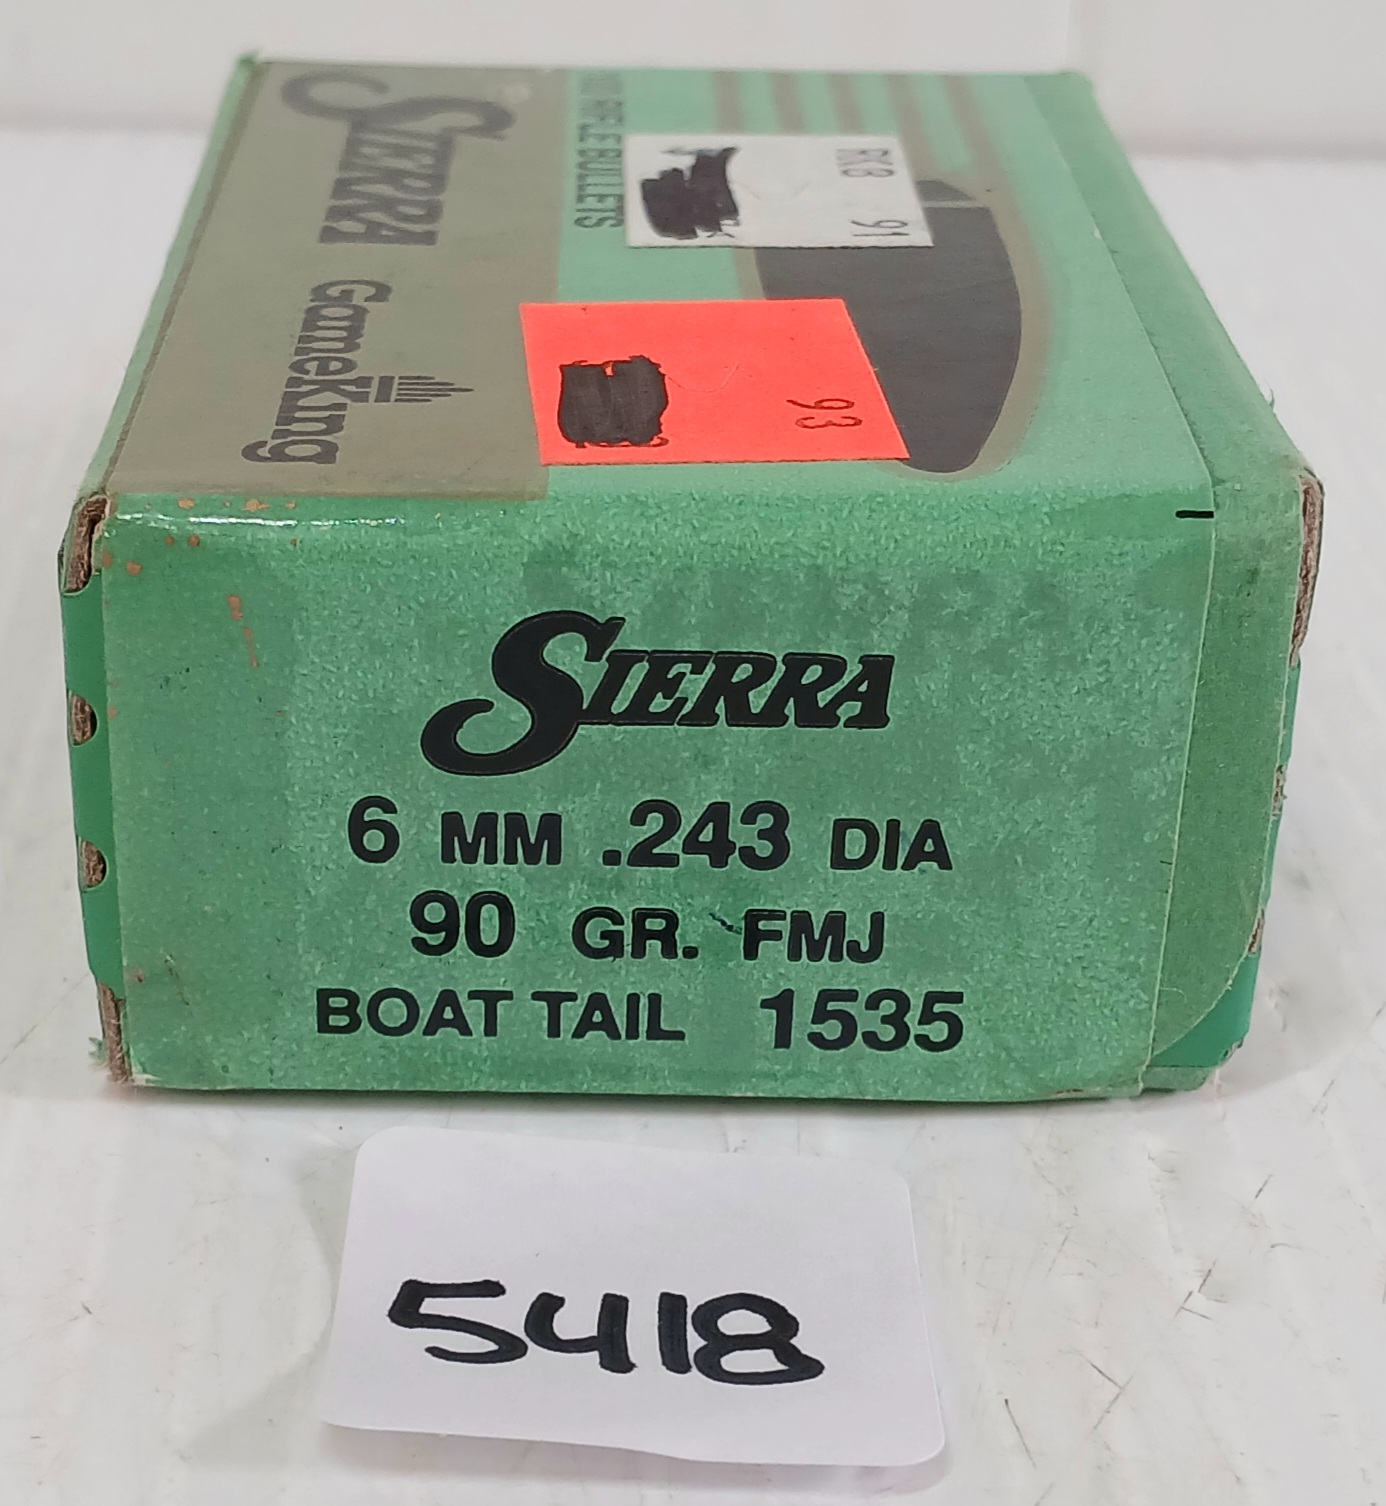 SIERRA
GameKing
RIFLE BULLETS
91
93
SIERRA
6 MM .243 DIA
90 GR. FMJ
BOAT TAIL 1535
5418